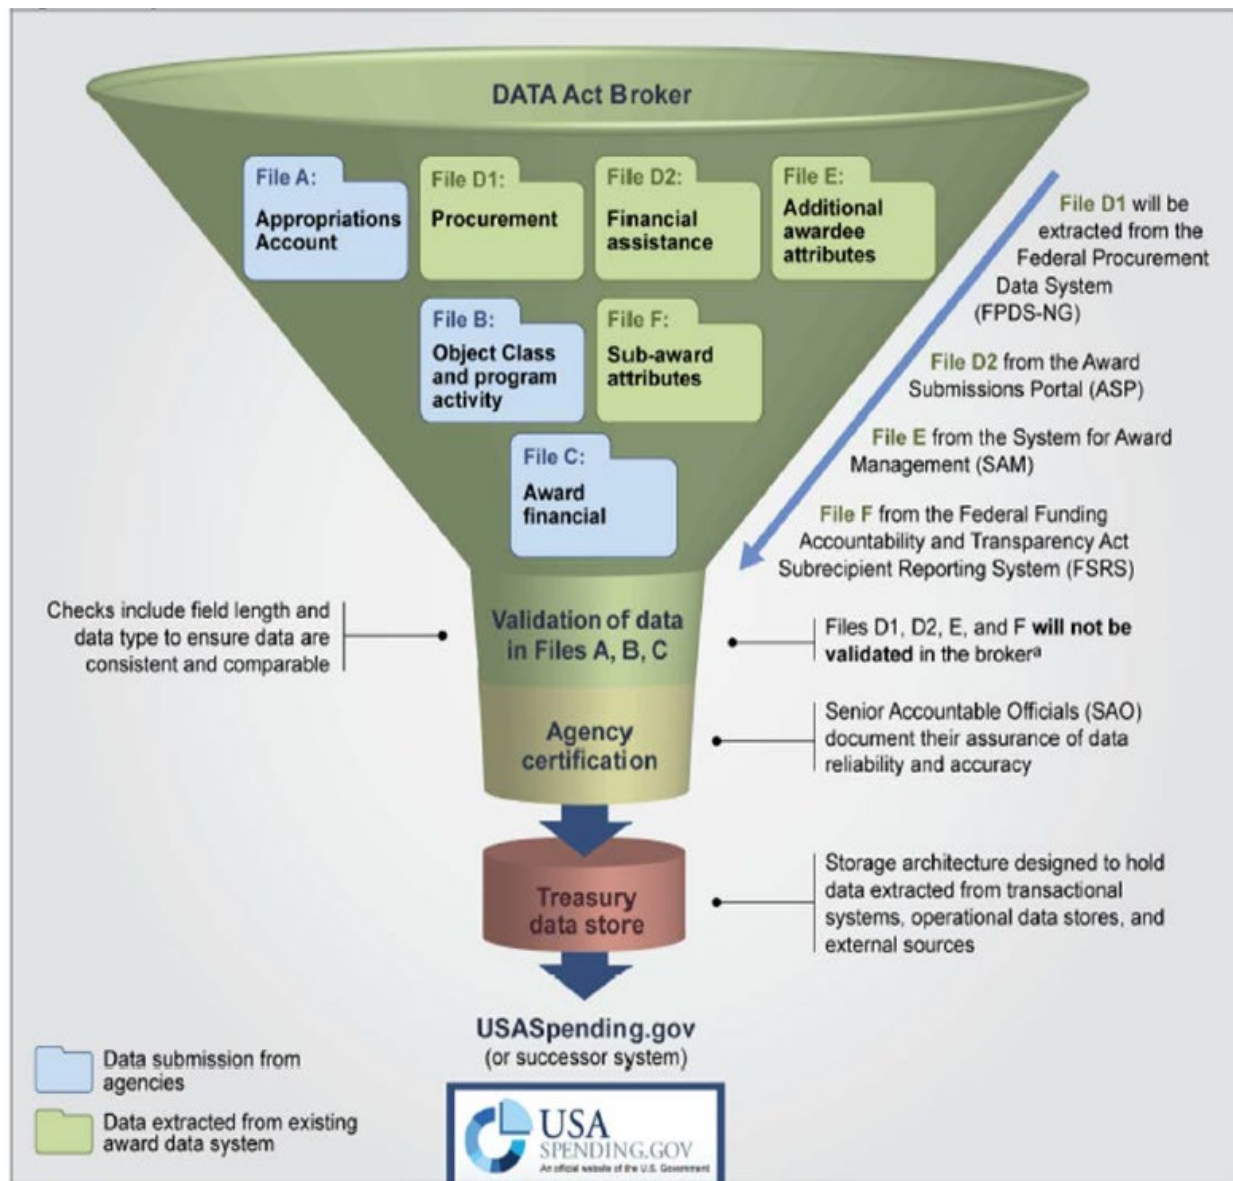 DATA Act Broker
File A:
Appropriations
Account
File D1:
Procurement
File D2:
Financial
assistance
File E:
Additional
awardee
attributes
File B:
Object Class
and program
activity
File F:
Sub-award
attributes
File C:
Award
financial
File D1 will be
extracted from the
Federal Procurement
Data System
(FPDS-NG)
File D2 from the Award
Submissions Portal (ASP)
File E from the System for Award
Management (SAM)
File F from the Federal Funding
Accountability and Transparency Act
Subrecipient Reporting System (FSRS)
Checks include field length and
data type to ensure data are
consistent and comparable
Validation of data
in Files A, B, C
Files D1, D2, E, and F will not be
validated in the brokerᵃ
Agency
certification
Senior Accountable Officials (SAO)
document their assurance of data
reliability and accuracy
Treasury
data store
Storage architecture designed to hold
data extracted from transactional
systems, operational data stores, and
external sources
USASpending.gov
(or successor system)
Data submission from
agencies
Data extracted from existing
award data system
USA
SPENDING.GOV
An official website of the U.S. Government